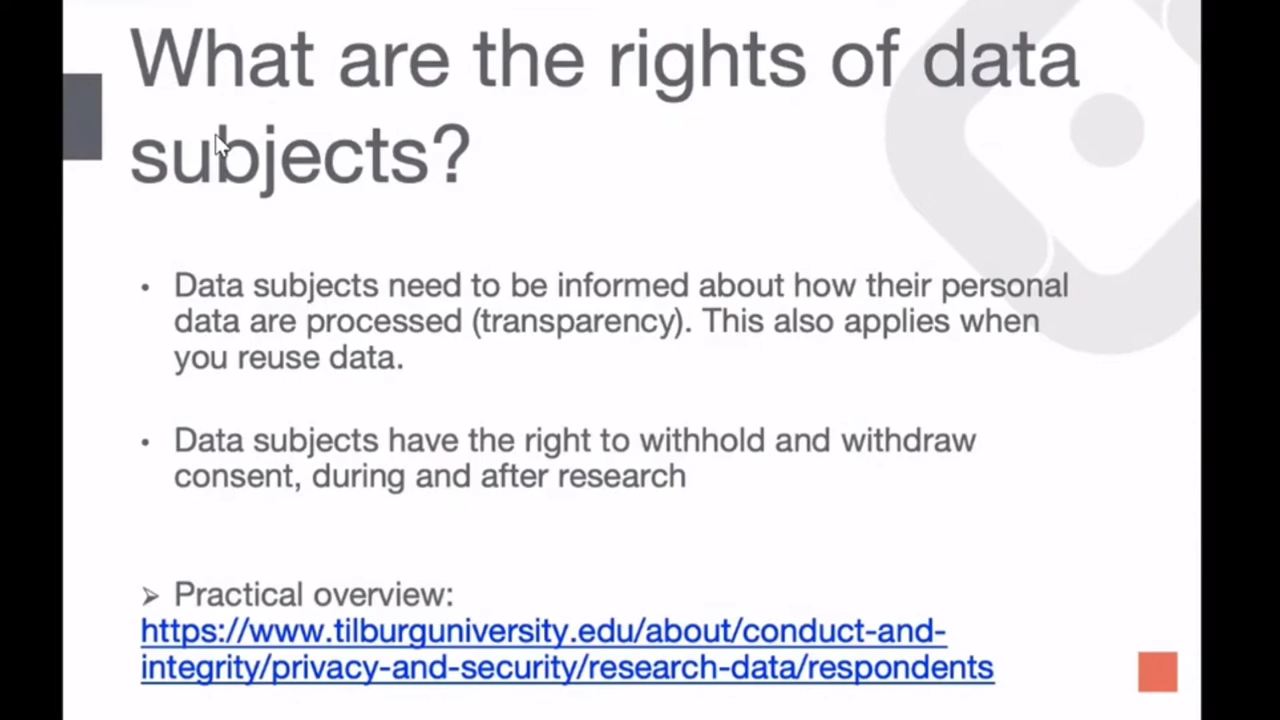 What are the rights of data
subjects?
• Data subjects need to be informed about how their personal
data are processed (transparency). This also applies when
you reuse data.
• Data subjects have the right to withhold and withdraw
consent, during and after research
➢ Practical overview:
https://www.tilburguniversity.edu/about/conduct-and-
integrity/privacy-and-security/research-data/respondents